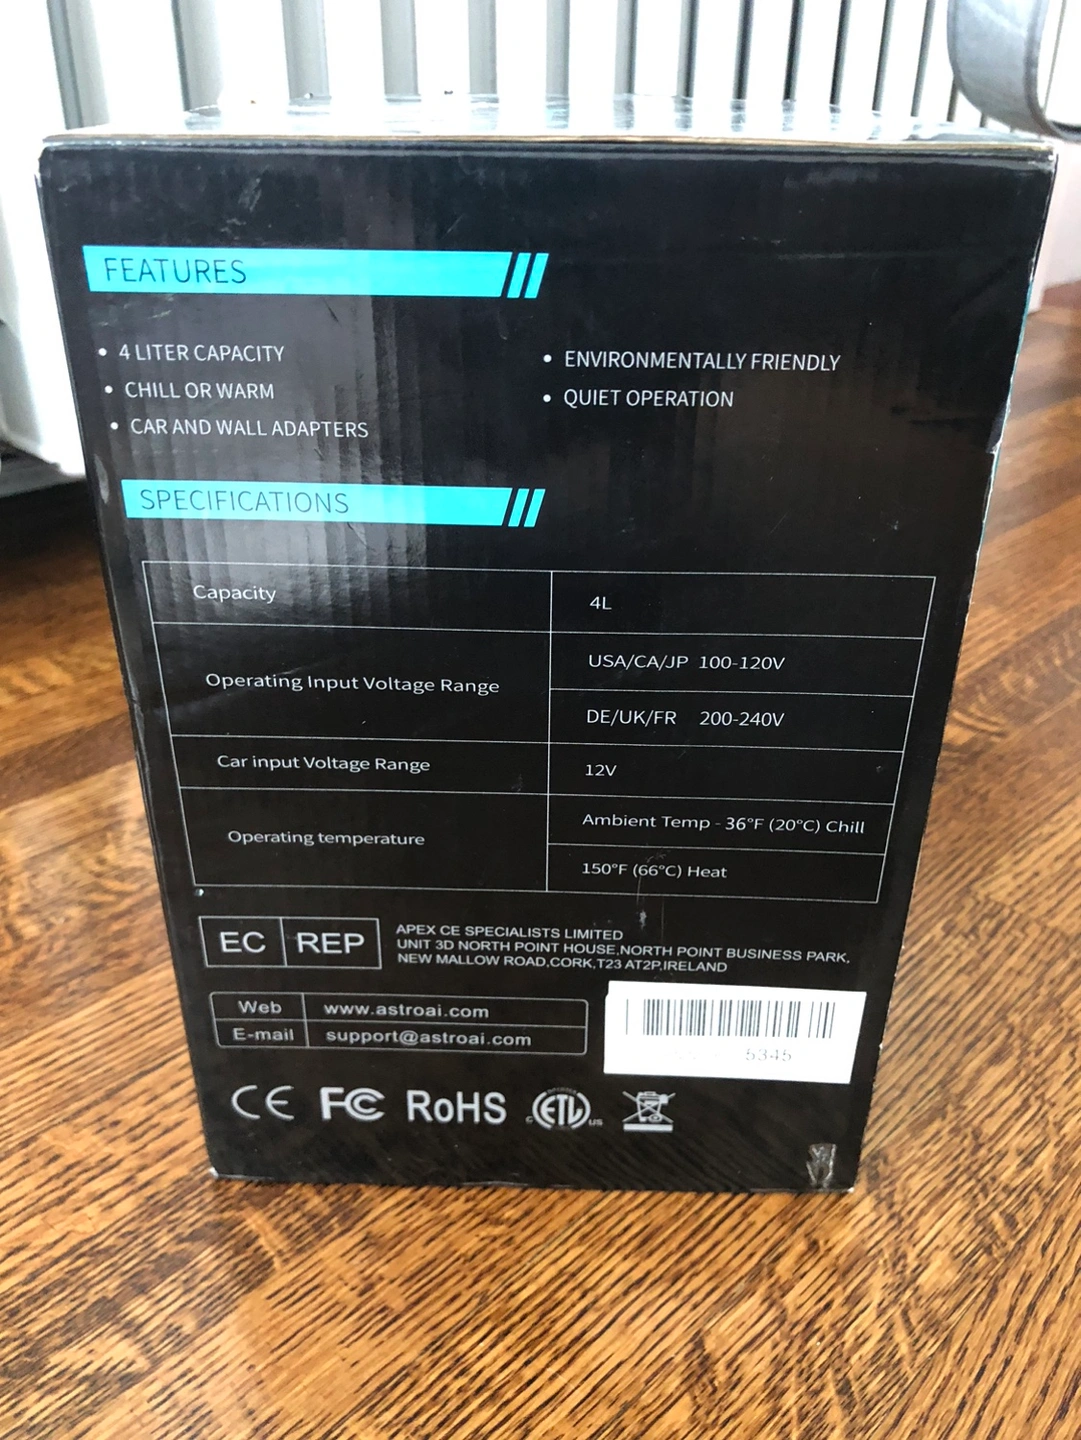 FEATURES
• 4 LITER CAPACITY
• CHILL OR WARM
• CAR AND WALL ADAPTERS
• ENVIRONMENTALLY FRIENDLY
• QUIET OPERATION
SPECIFICATIONS
Capacity 4L
Operating Input Voltage Range
USA/CA/JP 100-120V
DE/UK/FR 200-240V
Car input Voltage Range 12V
Operating temperature
Ambient Temp - 36°F (20°C) Chill
150°F (66°C) Heat
EC REP
APEX CE SPECIALISTS LIMITED
UNIT 3D NORTH POINT HOUSE,NORTH POINT BUSINESS PARK,
NEW MALLOW ROAD,CORK,T23 AT2P,IRELAND
Web www.astroai.com
E-mail support@astroai.com
5345
CE FC RoHS C ETL US